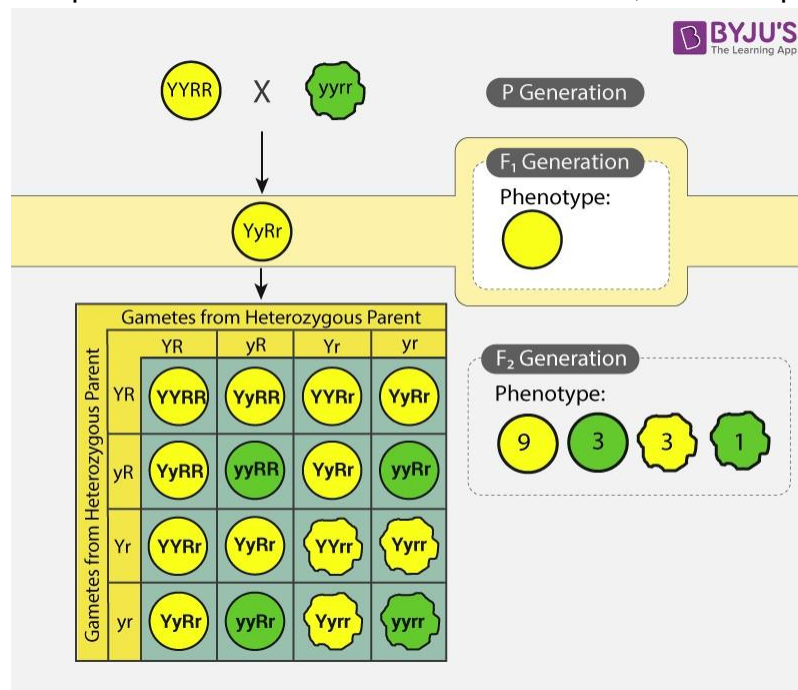 BYJU'S
The Learning App
YYRR X yyrr
P Generation
F₁ Generation
Phenotype:
YyRr
Gametes from Heterozygous Parent
Gametes from Heterozygous Parent
YR yR Yr yr
YR YYRR YyRR YYRr YyRr
yR YyRR yyRR YyRr yyRr
Yr YYRr YyRr YYrr Yyrr
yr YyRr yyRr Yyrr yyrr
F₂ Generation
Phenotype:
9 3 3 1